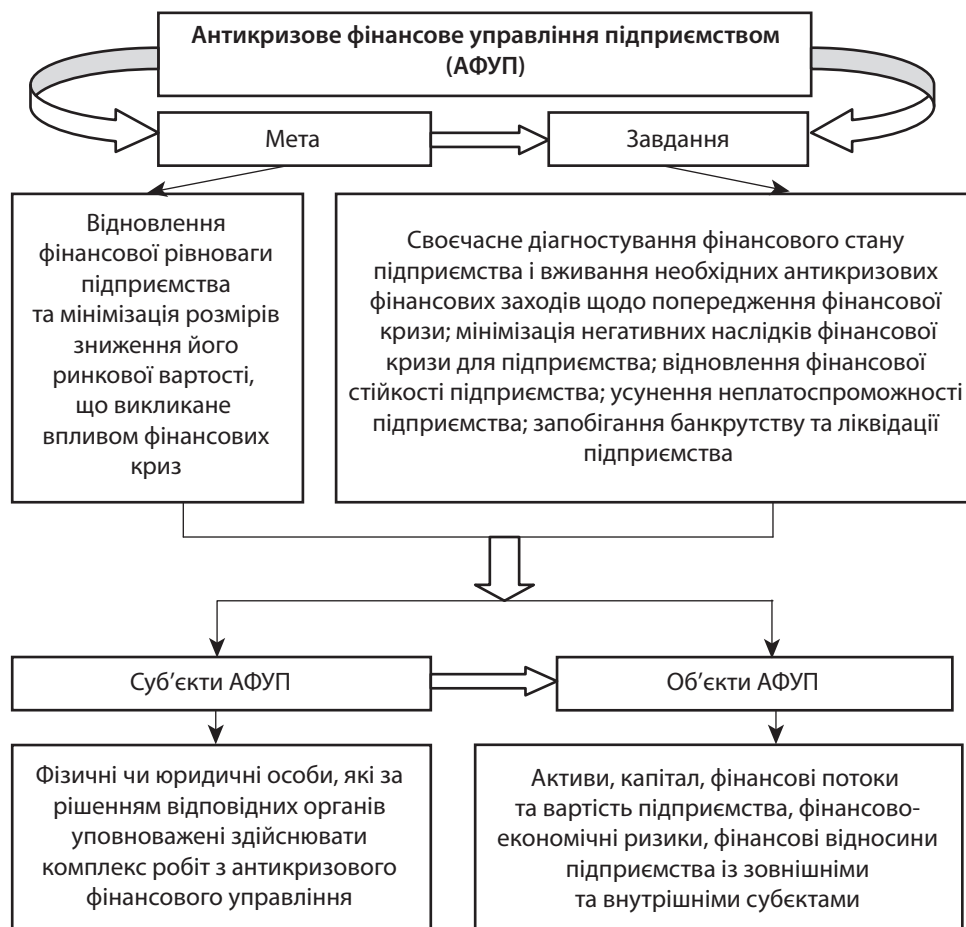 Антикризове фінансове управління підприємством
(АФУП)
Мета
Завдання
Відновлення
фінансової рівноваги
підприємства
та мінімізація розмірів
зниження його
ринкової вартості,
що викликане
впливом фінансових
криз
Своєчасне діагностування фінансового стану
підприємства і вживання необхідних антикризових
фінансових заходів щодо попередження фінансової
кризи; мінімізація негативних наслідків фінансової
кризи для підприємства; відновлення фінансової
стійкості підприємства; усунення неплатоспроможності
підприємства; запобігання банкрутству та ліквідації
підприємства
Суб’єкти АФУП
Об’єкти АФУП
Фізичні чи юридичні особи, які за
рішенням відповідних органів
уповноважені здійснювати
комплекс робіт з антикризового
фінансового управління
Активи, капітал, фінансові потоки
та вартість підприємства, фінансово-
економічні ризики, фінансові відносини
підприємства із зовнішніми
та внутрішніми субєктами